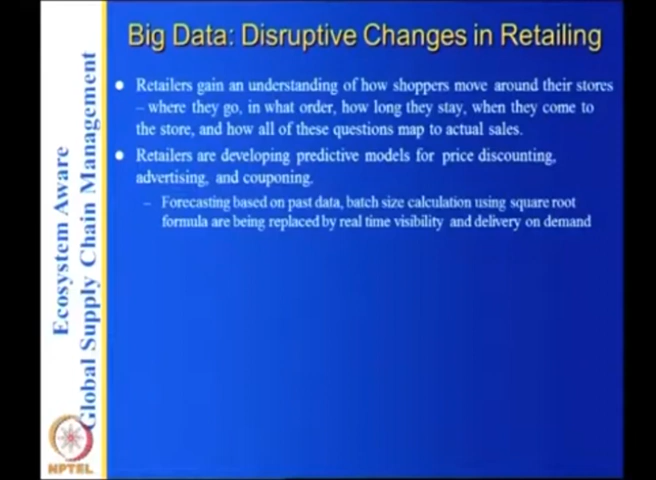 Big Data: Disruptive Changes in Retailing
Retailers gain an understanding of how shoppers move around their stores
– where they go, in what order, how long they stay, when they come to
the store, and how all of these questions map to actual sales.
Retailers are developing predictive models for price discounting,
advertising, and couponing.
– Forecasting based on past data, batch size calculation using square root
formula are being replaced by real time visibility and delivery on demand
Ecosystem Aware
Global Supply Chain Management
NPTEL